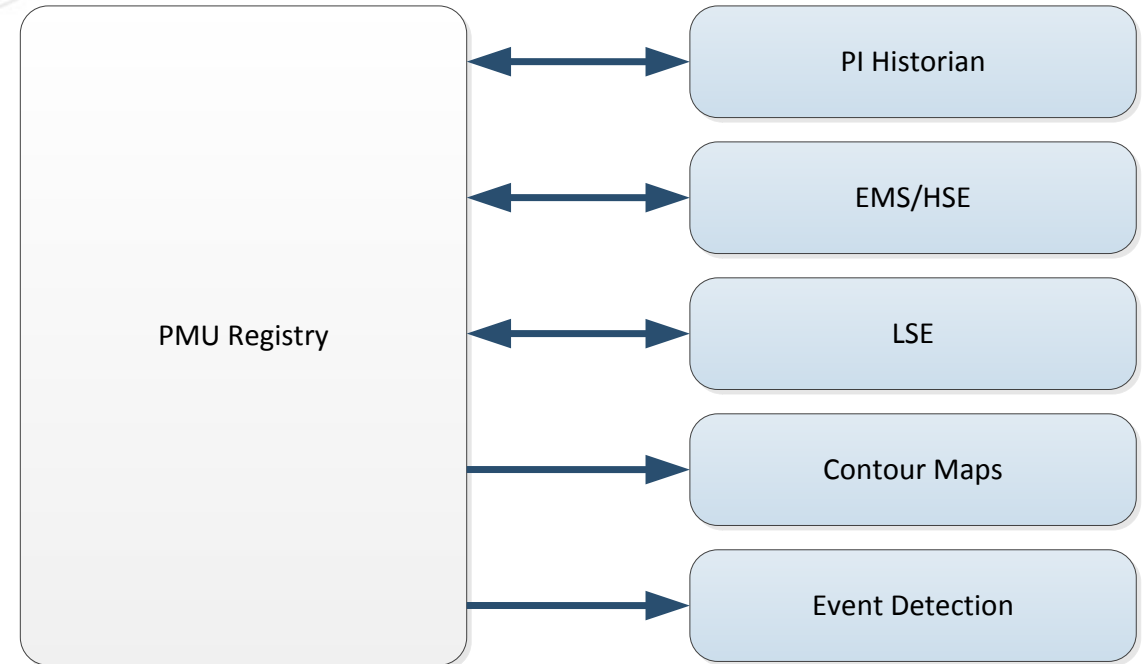 PI Historian
EMS/HSE
PMU Registry
LSE
Contour Maps
Event Detection